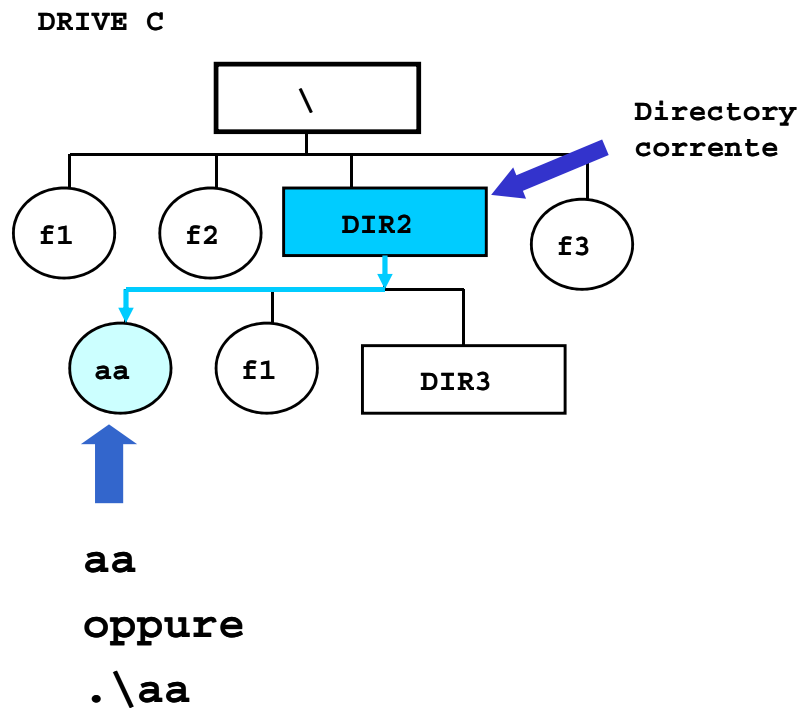 DRIVE C
\
Directory
corrente
f1
f2
DIR2
f3
aa
f1
DIR3
aa
oppure
.\aa